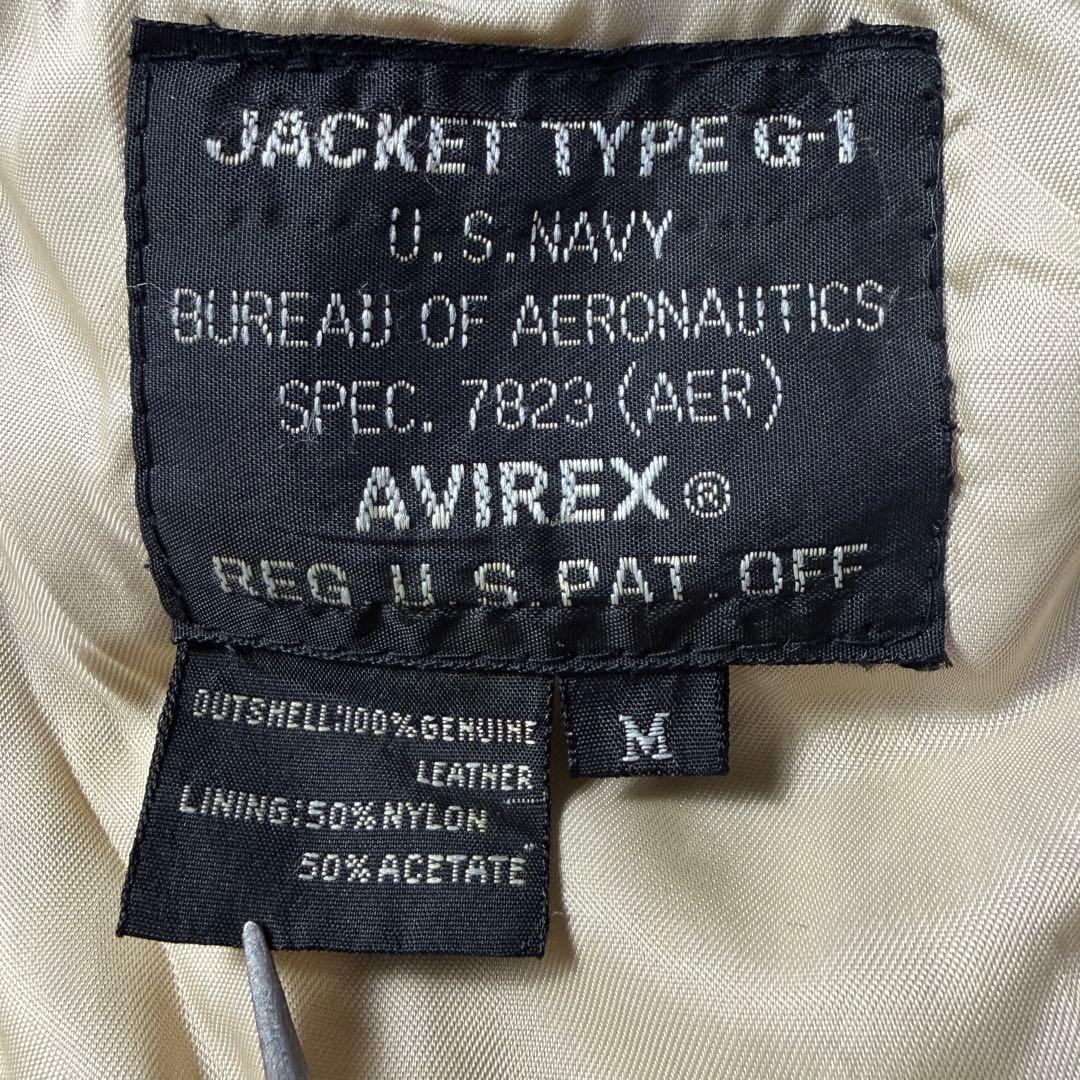 JACKET TYPE G-1
U.S.NAVY
BUREAU OF AERONAUTICS
SPEC. 7823 (AER)
AVIREX®
REG U.S.PAT.OFF
OUTSHELL:100%GENUINE
LEATHER
LINING:50%NYLON
50%ACETATE
M